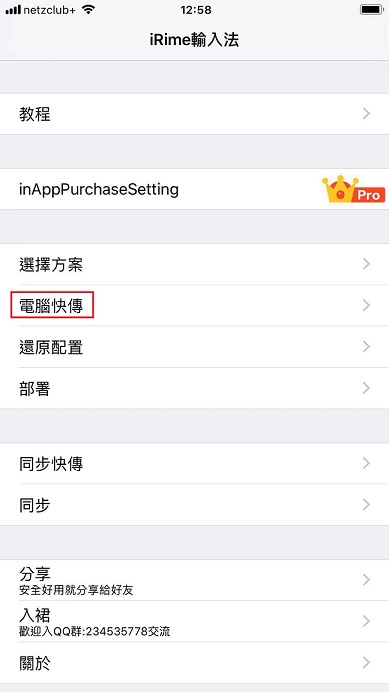 netzclub+ 12:58
iRime輸入法
教程
inAppPurchaseSetting Pro
選擇方案
電腦快傳
還原配置
部署
同步快傳
同步
分享
安全好用就分享給好友
入裙
歡迎入QQ群:234535778交流
關於